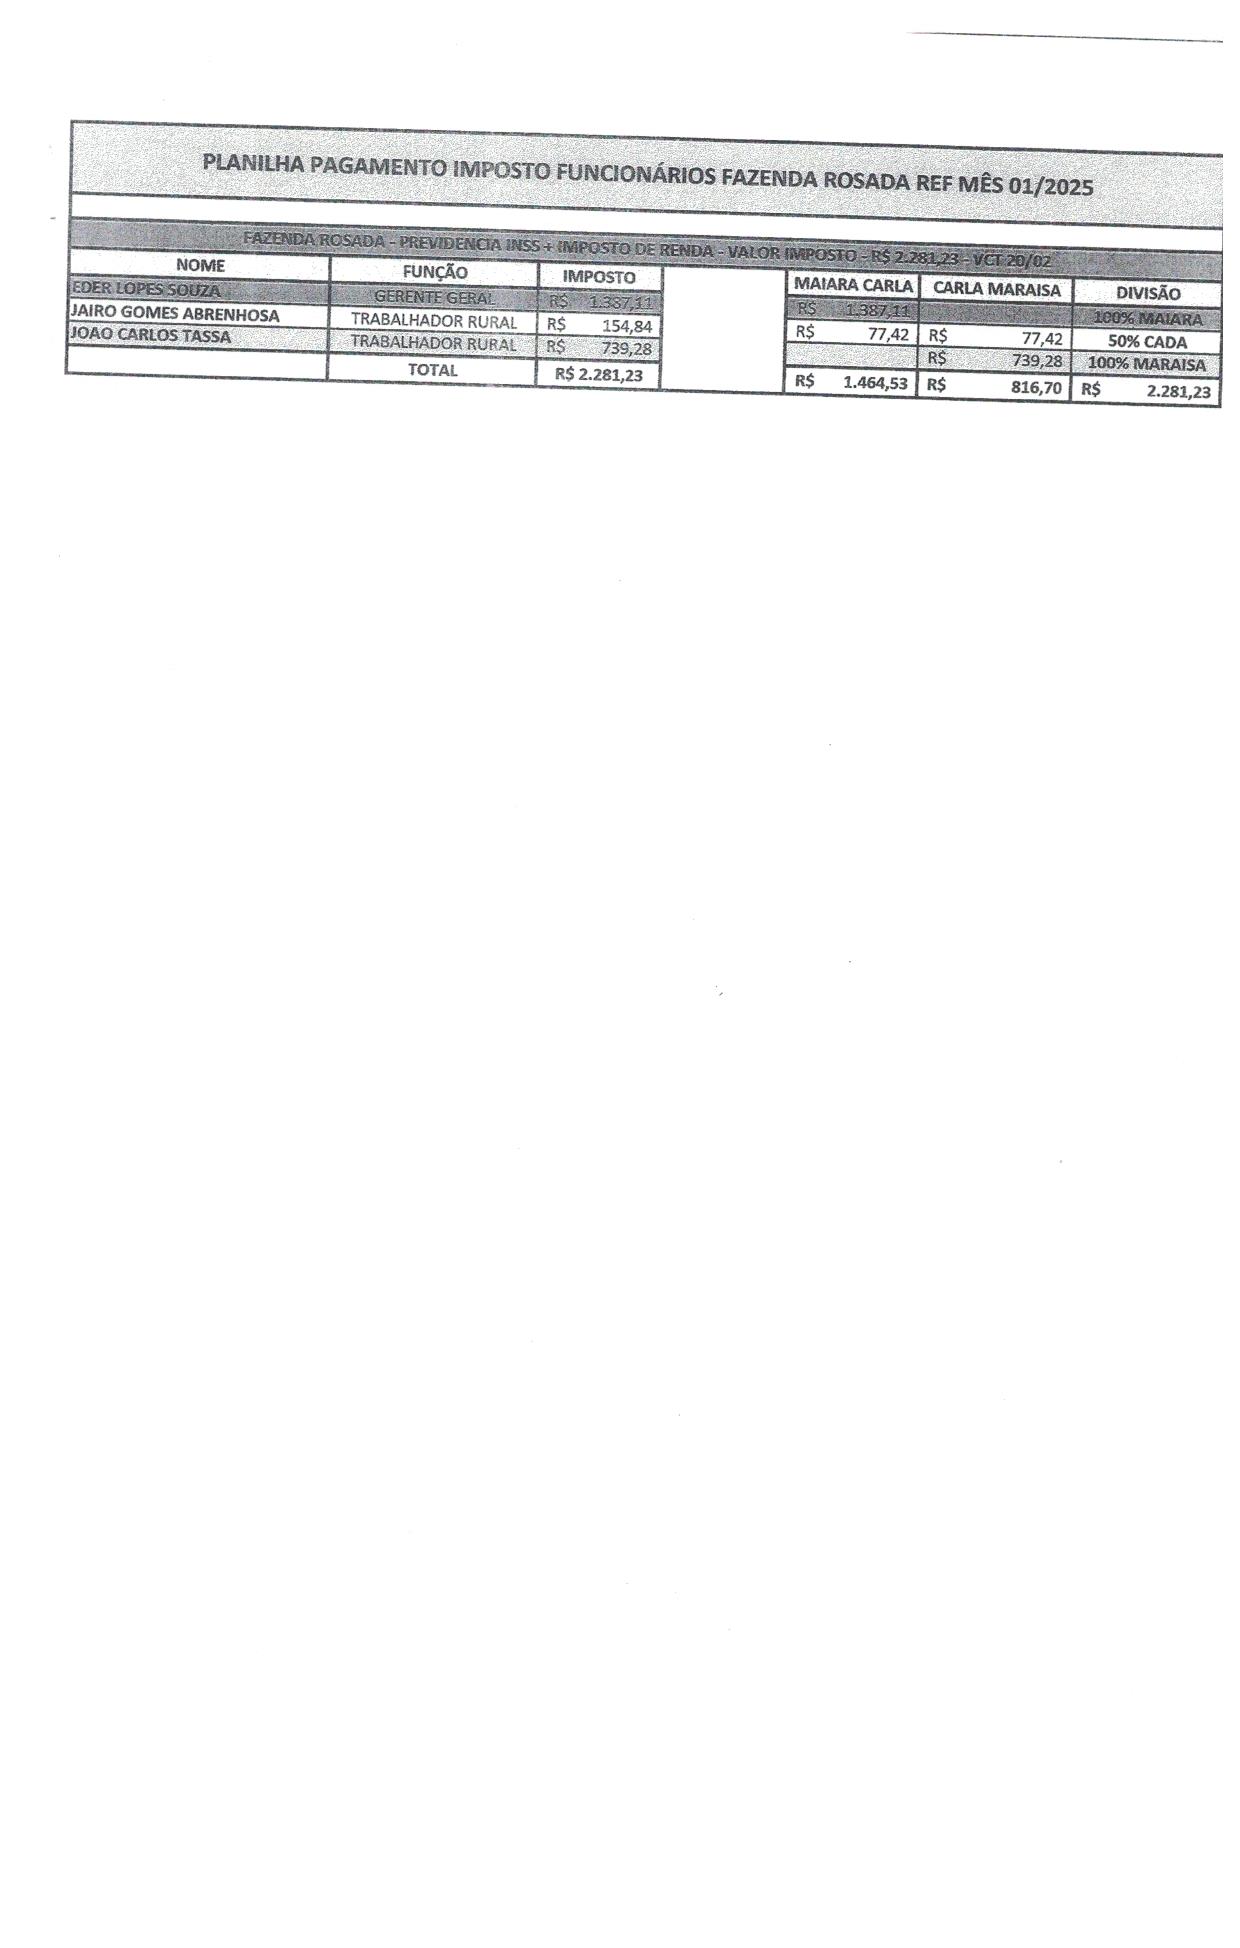 PLANILHA PAGAMENTO IMPOSTO FUNCIONÁRIOS FAZENDA ROSADA REF MÊS 01/2025
FAZENDA ROSADA - PREVIDENCIA INSS + IMPOSTO DE RENDA - VALOR IMPOSTO - R$ 2.281,23 - VCT 20/02
NOME FUNÇÃO IMPOSTO MAIARA CARLA CARLA MARAISA DIVISÃO
EDER LOPES SOUZA GERENTE GERAL R$ 1.387,11 R$ 1.387,11 100% MAIARA
JAIRO GOMES ABRENHOSA TRABALHADOR RURAL R$ 154,84 R$ 77,42 R$ 77,42 50% CADA
JOAO CARLOS TASSA TRABALHADOR RURAL R$ 739,28 R$ 739,28 100% MARAISA
TOTAL R$ 2.281,23 R$ 1.464,53 R$ 816,70 R$ 2.281,23